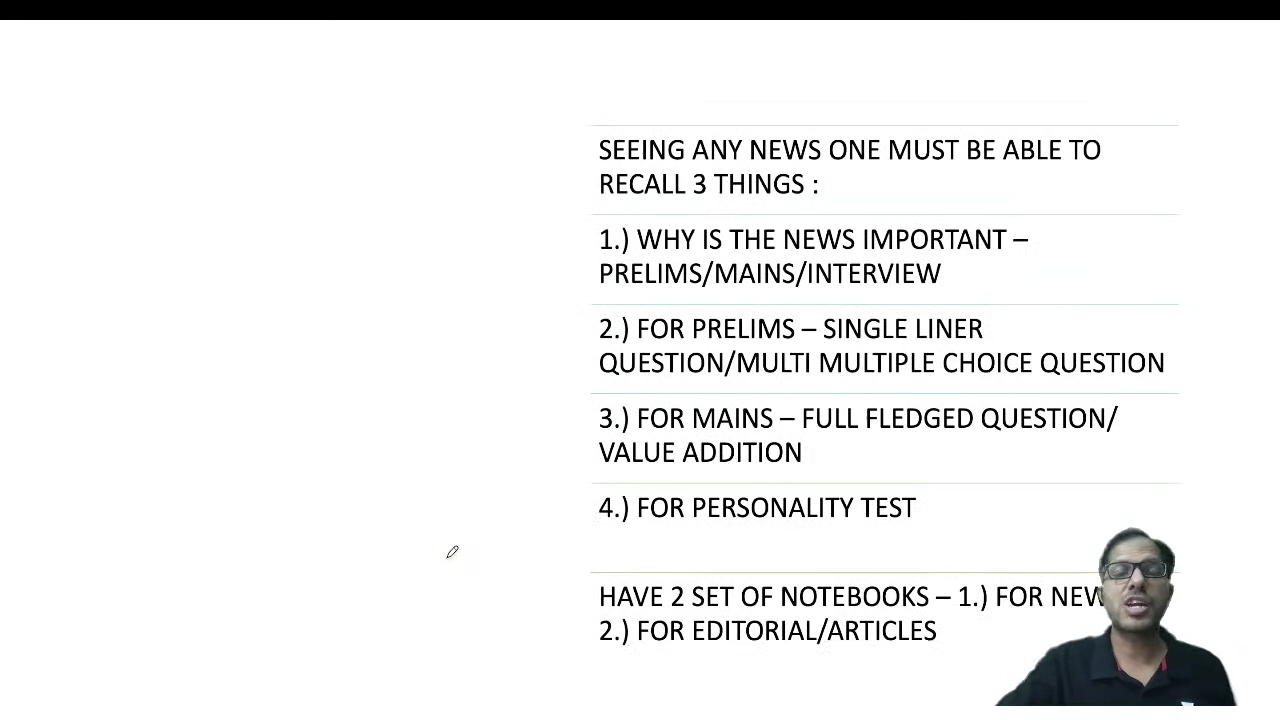 SEEING ANY NEWS ONE MUST BE ABLE TO
RECALL 3 THINGS :
1.) WHY IS THE NEWS IMPORTANT –
PRELIMS/MAINS/INTERVIEW
2.) FOR PRELIMS – SINGLE LINER
QUESTION/MULTI MULTIPLE CHOICE QUESTION
3.) FOR MAINS – FULL FLEDGED QUESTION/
VALUE ADDITION
4.) FOR PERSONALITY TEST
HAVE 2 SET OF NOTEBOOKS – 1.) FOR
2.) FOR EDITORIAL/ARTICLES